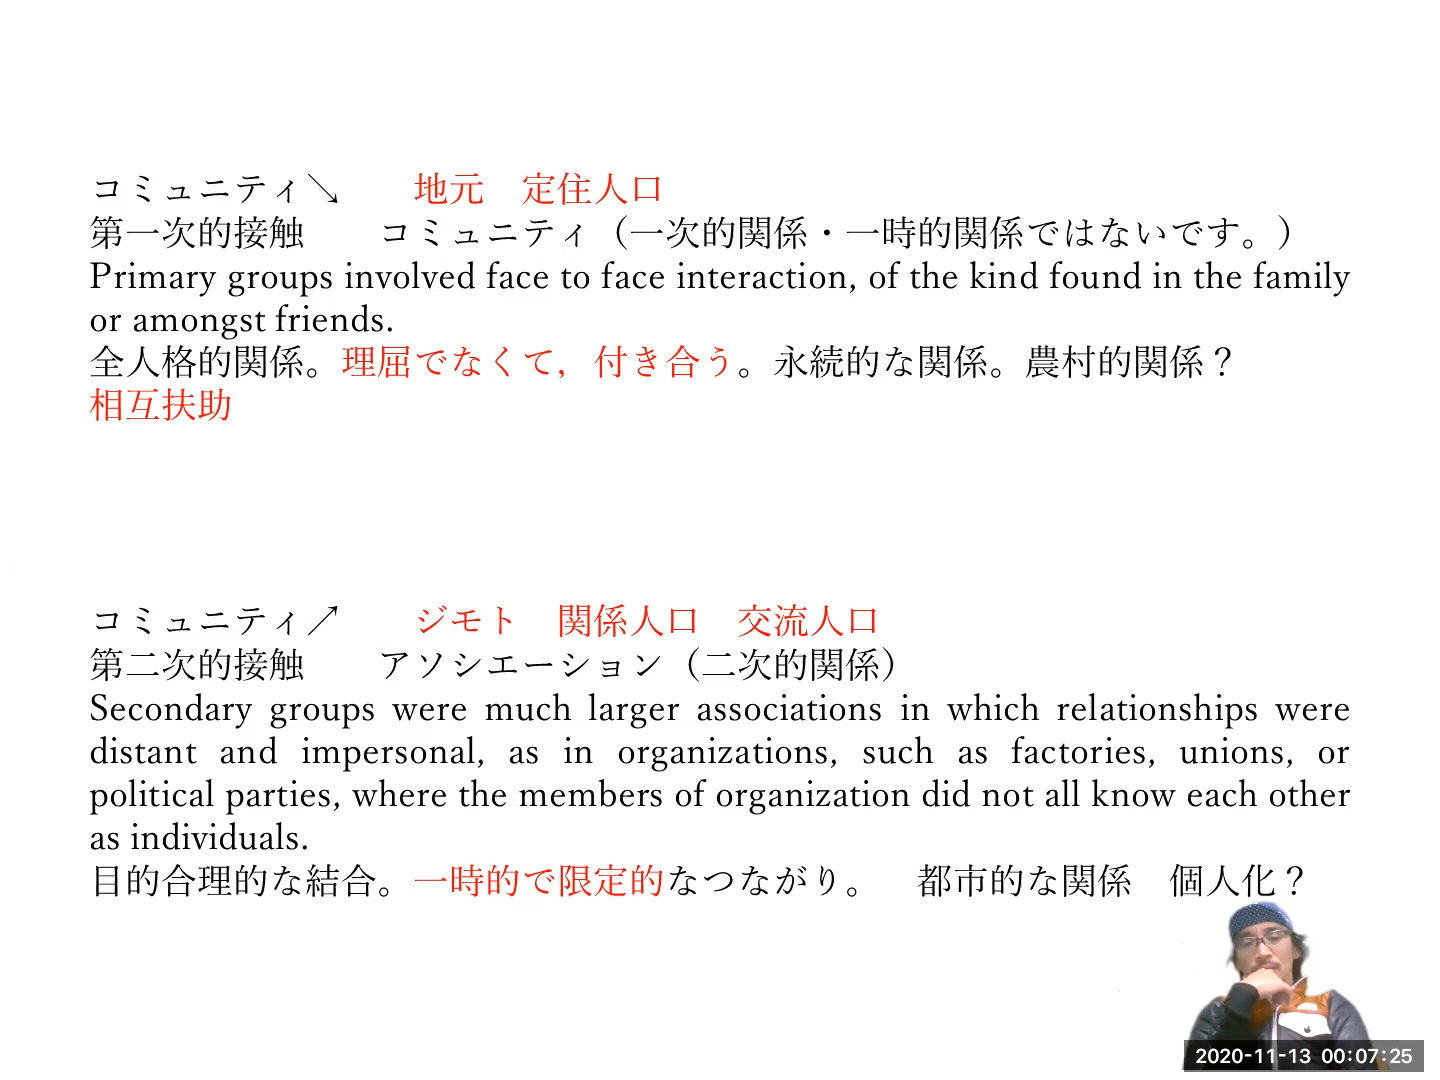 コミュニティ↘　　地元　定住人口
第一次的接触　　コミュニティ（一次的関係・一時的関係ではないです。）
Primary groups involved face to face interaction, of the kind found in the family
or amongst friends.
全人格的関係。理屈でなくて，付き合う。永続的な関係。農村的関係？
相互扶助
コミュニティ↗　　ジモト　関係人口　交流人口
第二次的接触　　アソシエーション（二次的関係）
Secondary groups were much larger associations in which relationships were
distant and impersonal, as in organizations, such as factories, unions, or
political parties, where the members of organization did not all know each other
as individuals.
目的合理的な結合。一時的で限定的なつながり。　都市的な関係　個人化？
2020-11-13 00:07:25